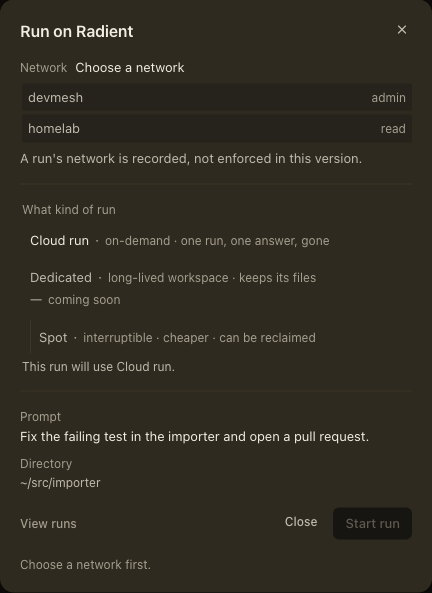 Run on Radient ×
Network Choose a network
devmesh admin
homelab read
A run's network is recorded, not enforced in this version.
What kind of run
Cloud run · on-demand · one run, one answer, gone
Dedicated · long-lived workspace · keeps its files
— coming soon
Spot · interruptible · cheaper · can be reclaimed
This run will use Cloud run.
Prompt
Fix the failing test in the importer and open a pull request.
Directory
~/src/importer
View runs Close Start run
Choose a network first.